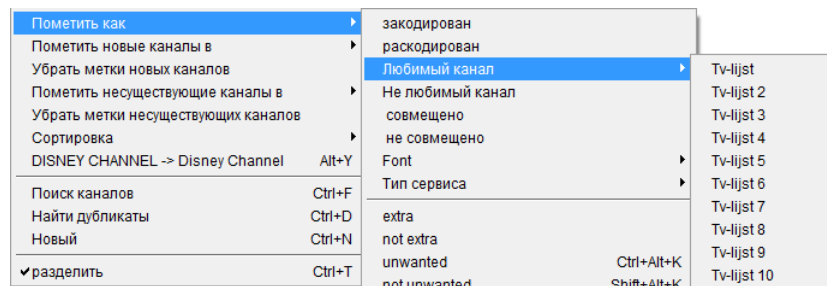 Пометить как
Пометить новые каналы в
Убрать метки новых каналов
Пометить несуществующие каналы в
Убрать метки несуществующих каналов
Сортировка
DISNEY CHANNEL -> Disney Channel Alt+Y
Поиск каналов Ctrl+F
Найти дубликаты Ctrl+D
Новый Ctrl+N
разделить Ctrl+T
закодирован
раскодирован
Любимый канал
Не любимый канал
совмещено
не совмещено
Font
Тип сервиса
extra
not extra
unwanted Ctrl+Alt+K
not unwanted Shift+Alt+K
Tv-lijst
Tv-lijst 2
Tv-lijst 3
Tv-lijst 4
Tv-lijst 5
Tv-lijst 6
Tv-lijst 7
Tv-lijst 8
Tv-lijst 9
Tv-lijst 10